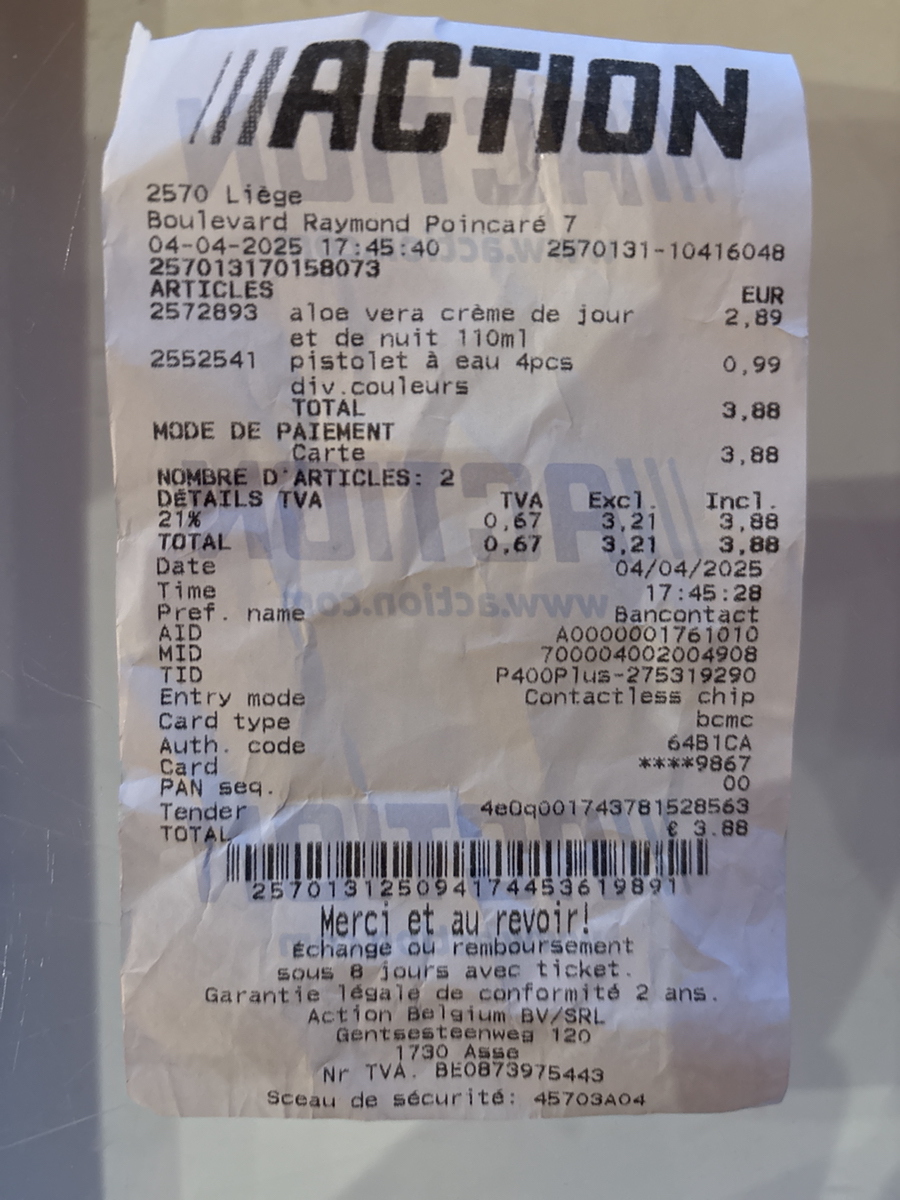 ACTION
2570 Liège
Boulevard Raymond Poincaré 7
04-04-2025 17:45:40 2570131-10416048
257013170158073
ARTICLES EUR
2572893 aloe vera crème de jour 2,89
et de nuit 110ml
2552541 pistolet à eau 4pcs 0,99
div.couleurs
TOTAL 3,88
MODE DE PAIEMENT
Carte 3,88
NOMBRE D'ARTICLES: 2
DÉTAILS TVA TVA Excl. Incl.
21% 0,67 3,21 3,88
TOTAL 0,67 3,21 3,88
Date 04/04/2025
Time 17:45:28
Pref. name Bancontact
AID A0000001761010
MID 700004002004908
TID P400Plus-275319290
Entry mode Contactless chip
Card type bcmc
Auth. code 64B1CA
Card ****9867
PAN seq. 00
Tender 4e0q001743781528563
TOTAL € 3.88
2570131250941744536198​91
Merci et au revoir!
Échange ou remboursement
sous 8 jours avec ticket.
Garantie légale de conformité 2 ans.
Action Belgium BV/SRL
Gentsesteenweg 120
1730 Asse
Nr TVA. BE0873975443
Sceau de sécurité: 45703A04